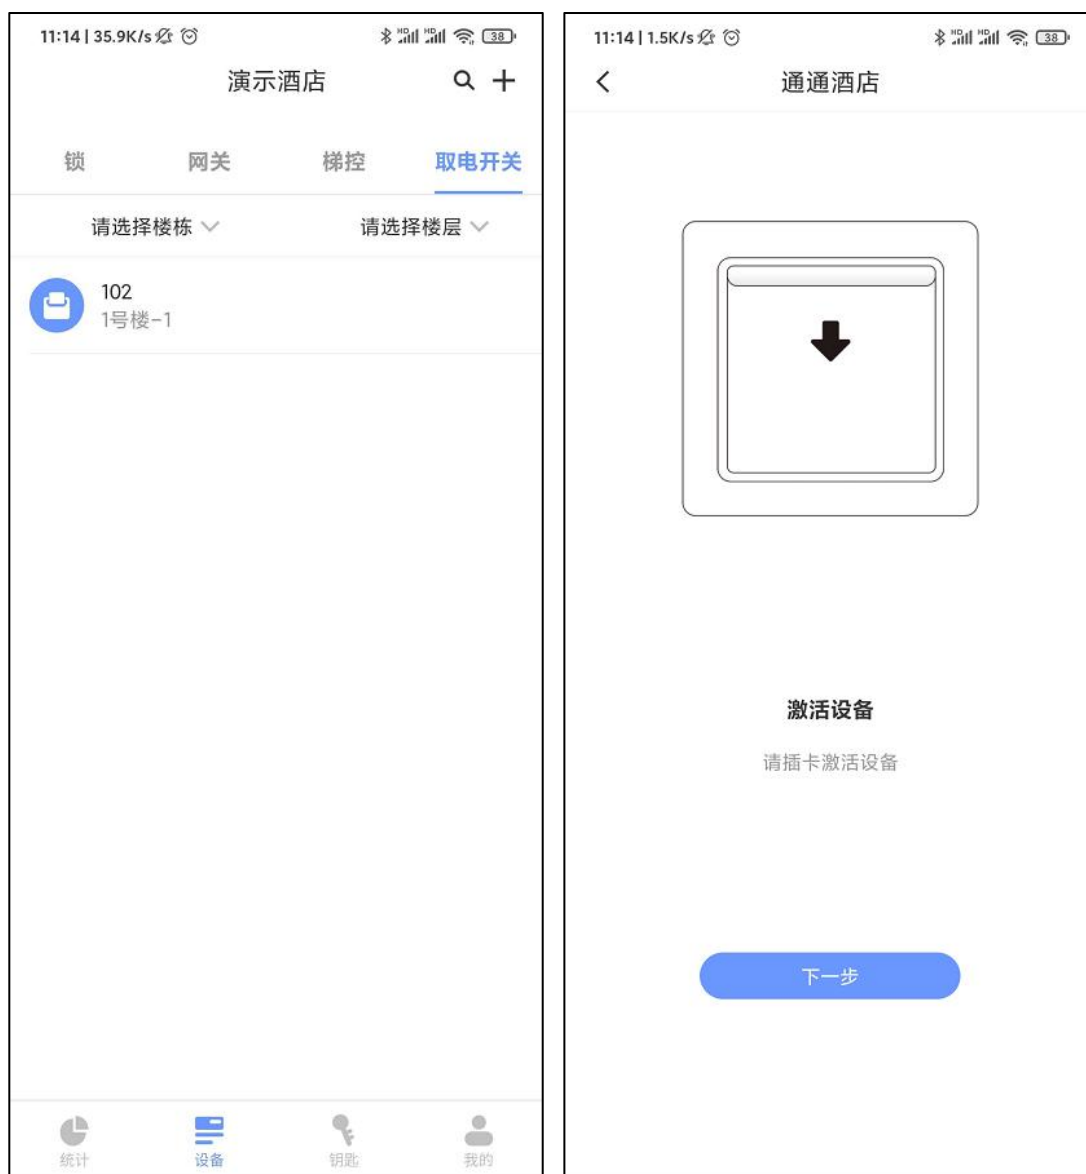 11:14 | 35.9K/s
38
演示酒店
锁 网关 梯控 取电开关
请选择楼栋 请选择楼层
102
1号楼-1
统计 设备 钥匙 我的
11:14 | 1.5K/s
38
通通酒店
激活设备
请插卡激活设备
下一步